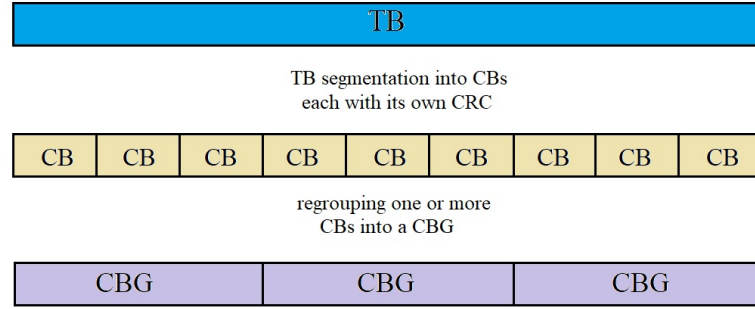 TB
TB segmentation into CBs
each with its own CRC
CB CB CB CB CB CB CB CB CB
regrouping one or more
CBs into a CBG
CBG CBG CBG